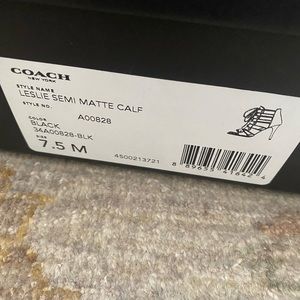 COACH
NEW YORK
STYLE NAME
LESLIE SEMI MATTE CALF
STYLE NO.
A00828
COLOR
BLACK
34A00828-BLK
SIZE
7.5 M
4500213721